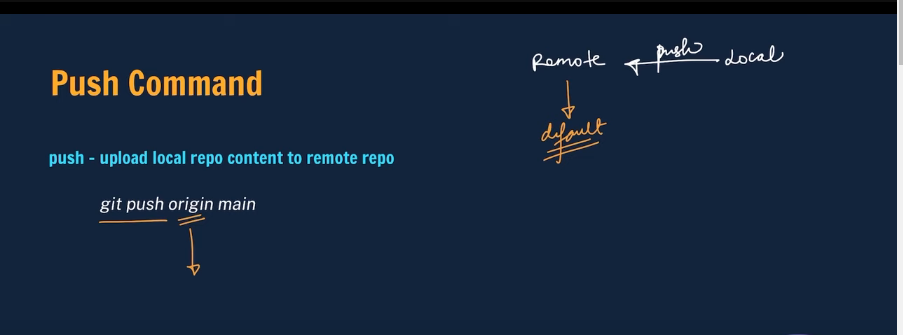 Remote push Local
Push Command
default
push - upload local repo content to remote repo
git push origin main